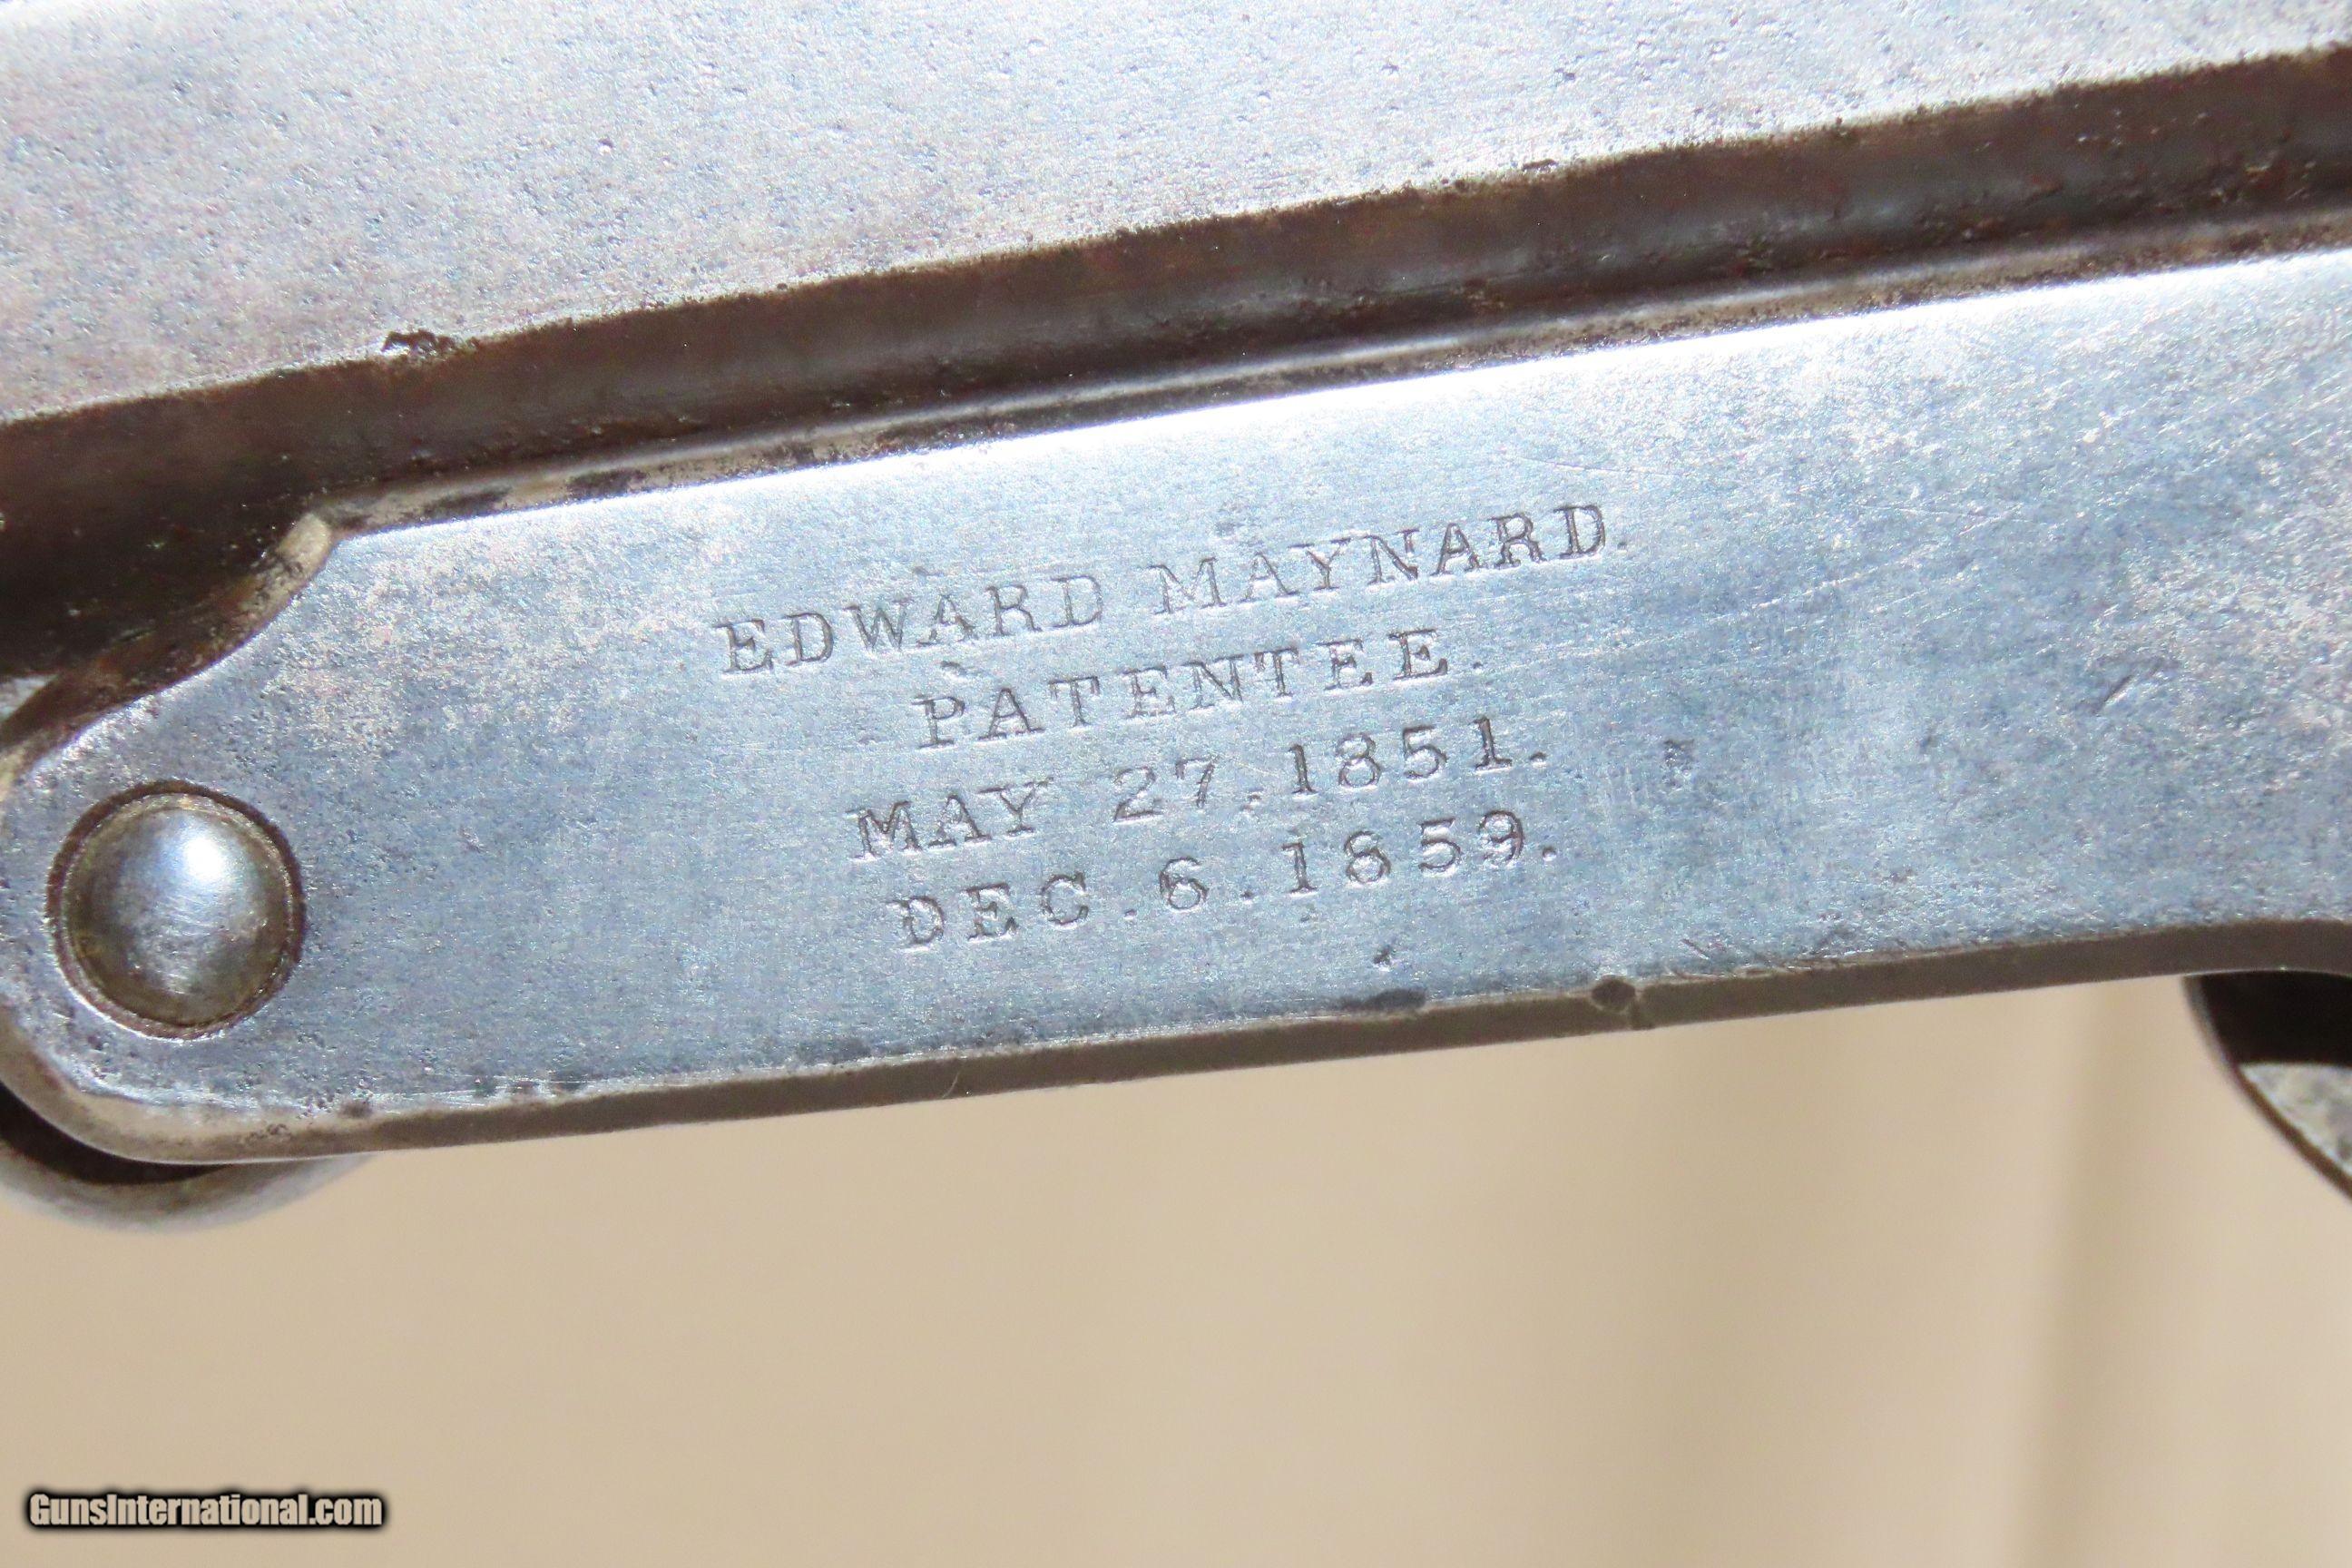 EDWARD MAYNARD.
PATENTEE.
MAY 27, 1851.
DEC. 6. 1859.
GunsInternational.com